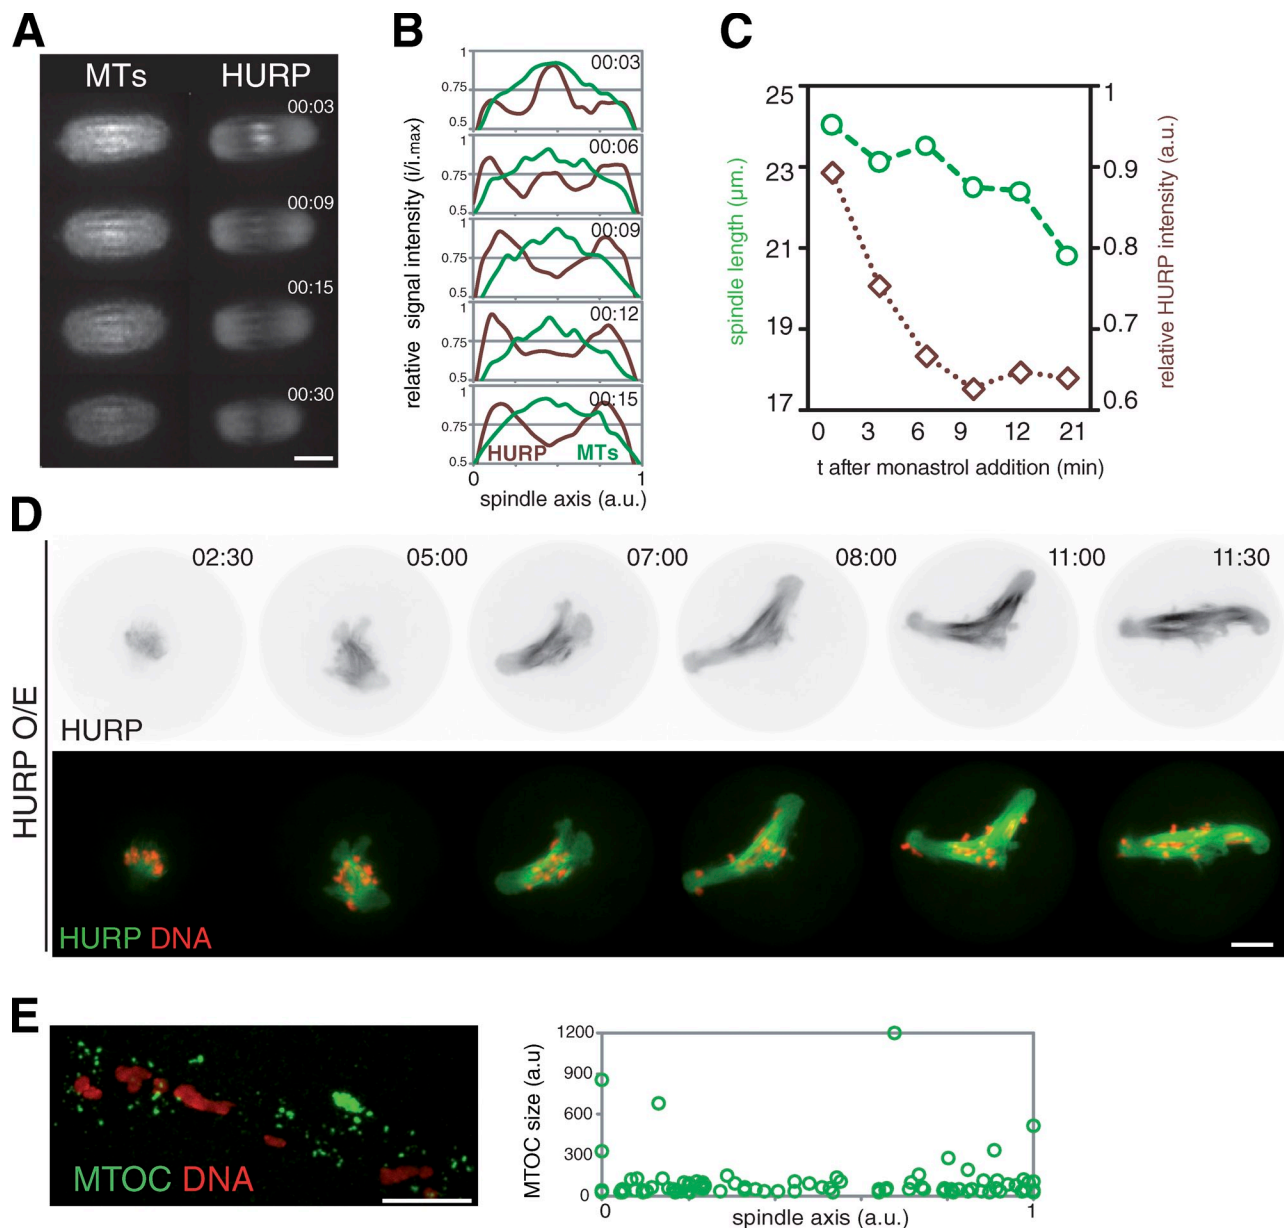 A
MTs HURP
00:03
00:09
00:15
00:30
B
relative signal intensity (i/i.max)
1
0.75
0.5
00:03
1
0.75
0.5
00:06
1
0.75
0.5
00:09
1
0.75
0.5
00:12
1
0.75
0.5
00:15
HURP MTs
0 1
spindle axis (a.u.)
C
spindle length (µm.)
25
23
21
19
17
1
0.9
0.8
0.7
0.6
relative HURP intensity (a.u.)
0 3 6 9 12 21
t after monastrol addition (min)
D
HURP O/E
02:30 05:00 07:00 08:00 11:00 11:30
HURP
HURP DNA
E
MTOC DNA
MTOC size (a.u)
1200
900
600
300
0
0 1
spindle axis (a.u.)